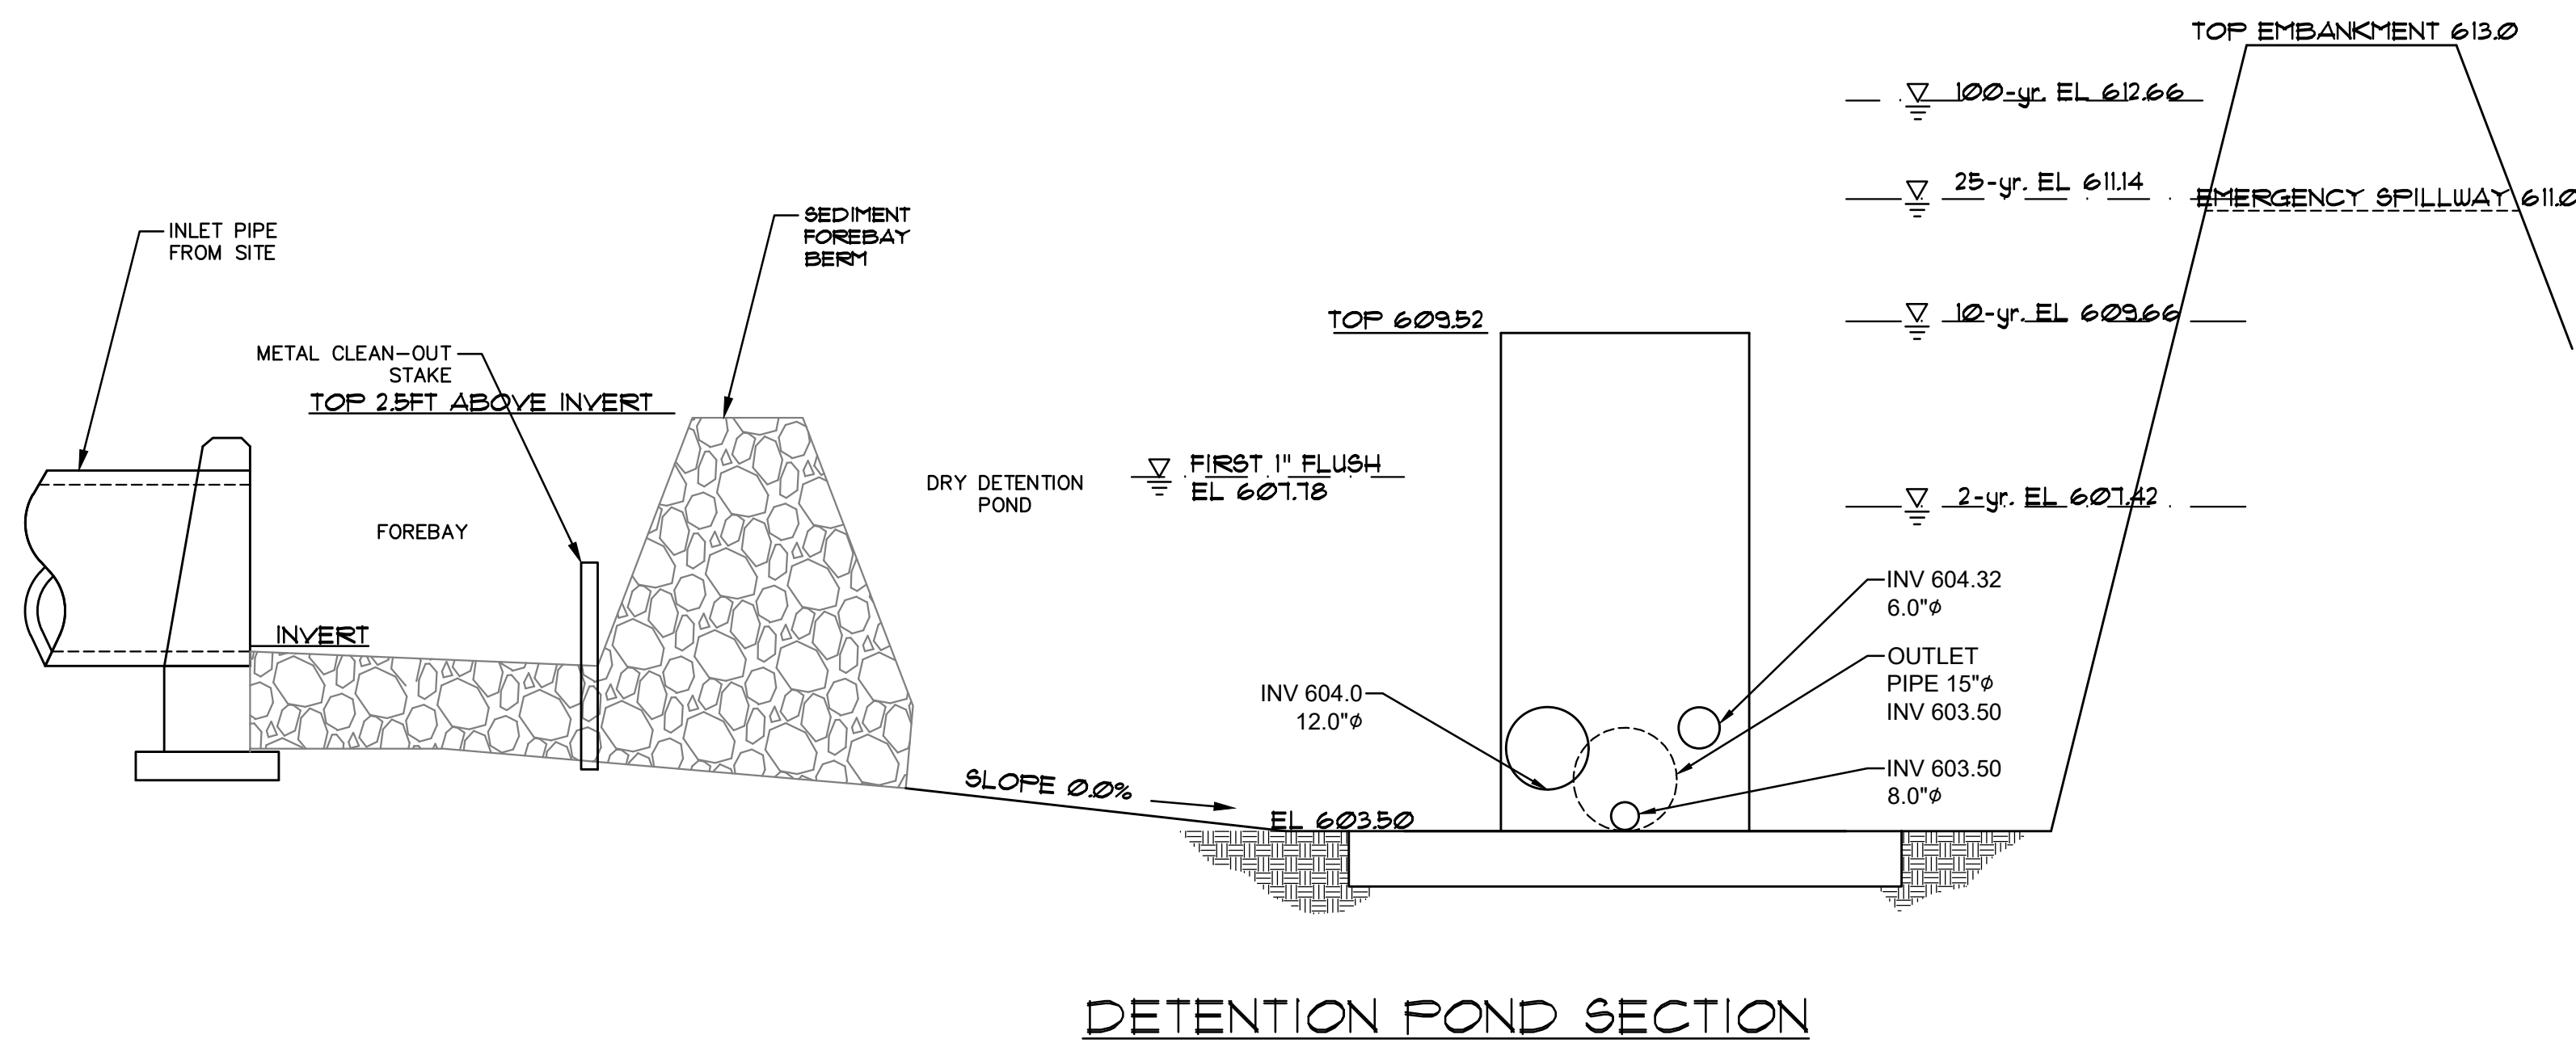 TOP EMBANKMENT 613.0
100-yr. EL 612.66
25-yr. EL 611.14
EMERGENCY SPILLWAY 611.0
INLET PIPE
FROM SITE
SEDIMENT
FOREBAY
BERM
10-yr. EL 609.66
TOP 609.52
METAL CLEAN-OUT
STAKE
TOP 2.5FT ABOVE INVERT
FIRST 1" FLUSH
EL 607.78
DRY DETENTION
POND
2-yr. EL 607.42
FOREBAY
INV 604.32
6.0"ø
INVERT
OUTLET
PIPE 15"ø
INV 603.50
INV 604.0
12.0"ø
INV 603.50
8.0"ø
SLOPE 0.0%
EL 603.50
DETENTION POND SECTION